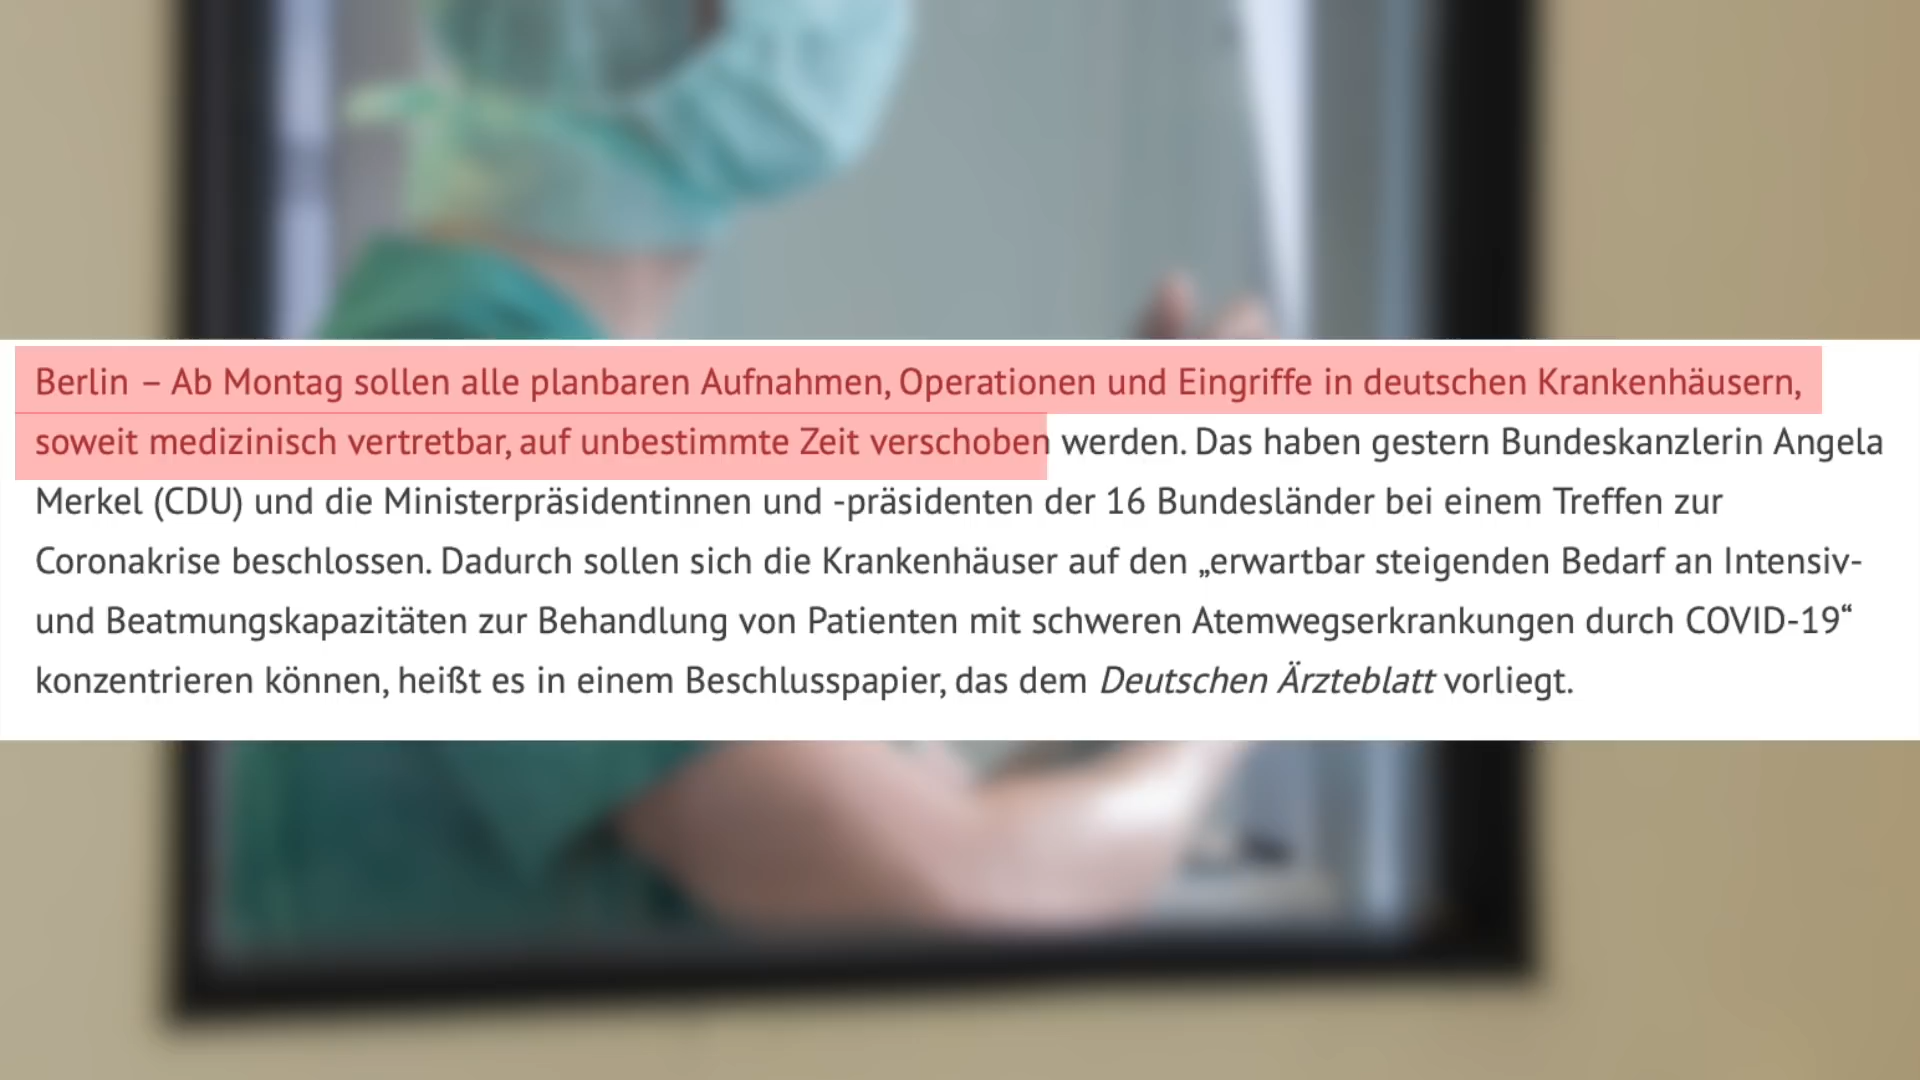 Berlin – Ab Montag sollen alle planbaren Aufnahmen, Operationen und Eingriffe in deutschen Krankenhäusern,
soweit medizinisch vertretbar, auf unbestimmte Zeit verschoben werden. Das haben gestern Bundeskanzlerin Angela
Merkel (CDU) und die Ministerpräsidentinnen und -präsidenten der 16 Bundesländer bei einem Treffen zur
Coronakrise beschlossen. Dadurch sollen sich die Krankenhäuser auf den „erwartbar steigenden Bedarf an Intensiv-
und Beatmungskapazitäten zur Behandlung von Patienten mit schweren Atemwegserkrankungen durch COVID-19“
konzentrieren können, heißt es in einem Beschlusspapier, das dem Deutschen Ärzteblatt vorliegt.